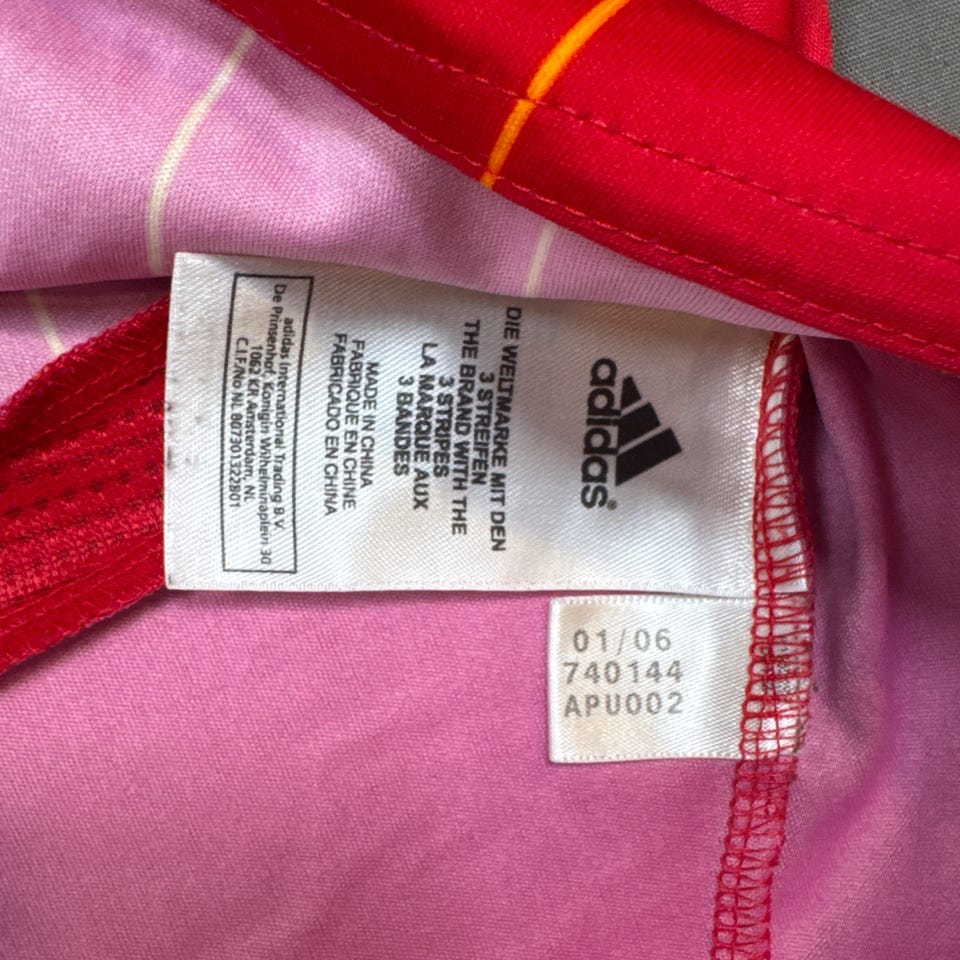 adidas®
DIE WELTMARKE MIT DEN
3 STREIFEN
THE BRAND WITH THE
3 STRIPES
LA MARQUE AUX
3 BANDES
MADE IN CHINA
FABRIQUE EN CHINE
FABRICADO EN CHINA
adidas International Trading B.V.
De Prinsenhof, Konigin Wilhelminaplein 30
1062 KR Amsterdam, NL
C.I.F./No NL 807301322B01
01/06
740144
APU002